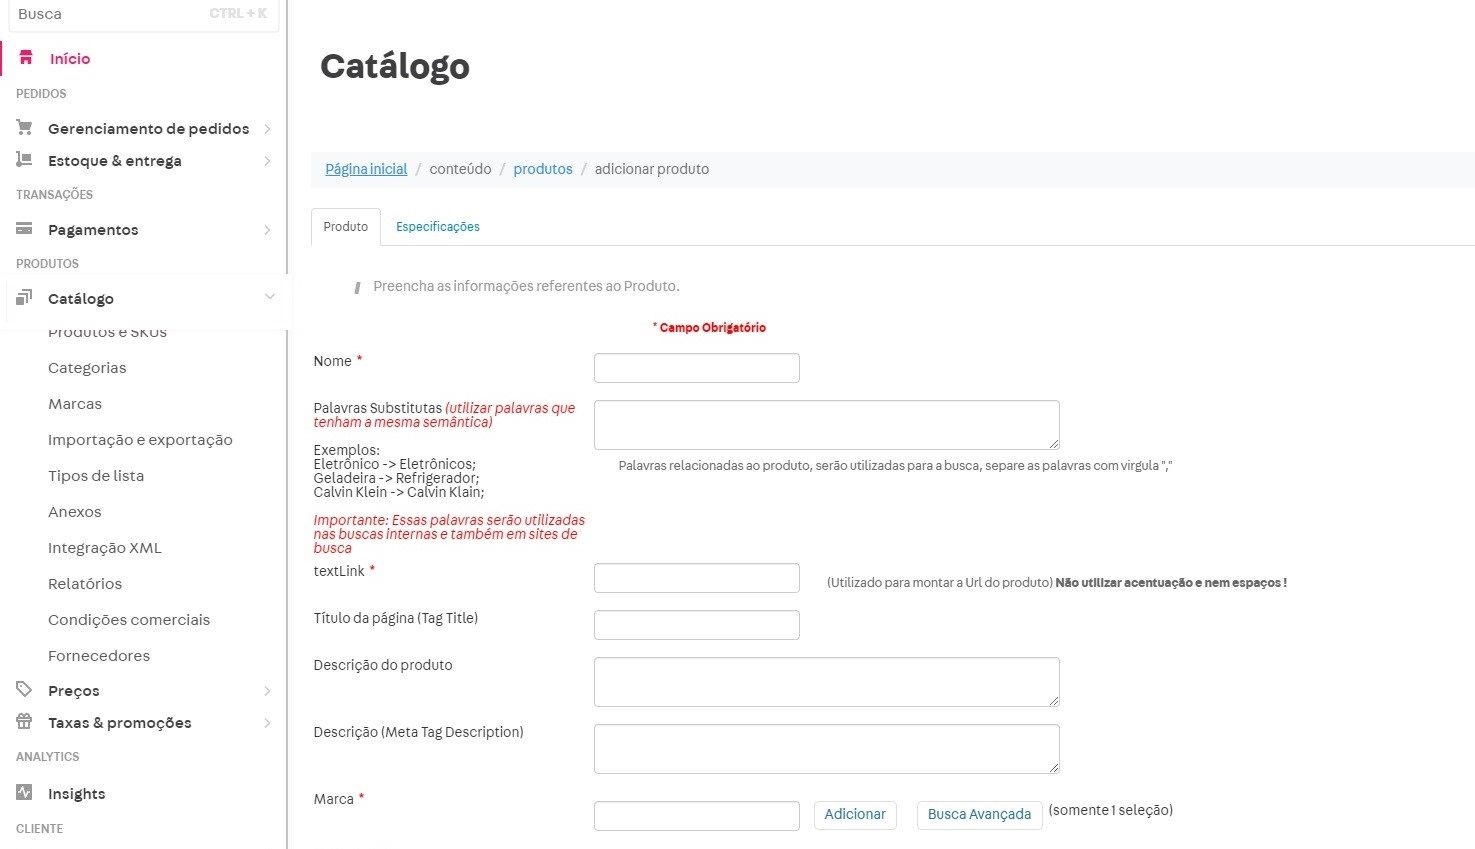 Busca CTRL + K
Início
PEDIDOS
Gerenciamento de pedidos
Estoque & entrega
TRANSAÇÕES
Pagamentos
PRODUTOS
Catálogo
Produtos e SKUs
Categorias
Marcas
Importação e exportação
Tipos de lista
Anexos
Integração XML
Relatórios
Condições comerciais
Fornecedores
Preços
Taxas & promoções
ANALYTICS
Insights
CLIENTE
Catálogo
Página inicial / conteúdo / produtos / adicionar produto
Produto Especificações
Preencha as informações referentes ao Produto.
* Campo Obrigatório
Nome *
Palavras Substitutas (utilizar palavras que
tenham a mesma semântica)
Exemplos:
Eletrônico -> Eletrônicos;
Geladeira -> Refrigerador;
Calvin Klein -> Calvin Klain;
Palavras relacionadas ao produto, serão utilizadas para a busca, separe as palavras com virgula ","
Importante: Essas palavras serão utilizadas
nas buscas internas e também em sites de
busca
textLink *
(Utilizado para montar a Url do produto) Não utilizar acentuação e nem espaços !
Título da página (Tag Title)
Descrição do produto
Descrição (Meta Tag Description)
Marca *
Adicionar Busca Avançada (somente 1 seleção)